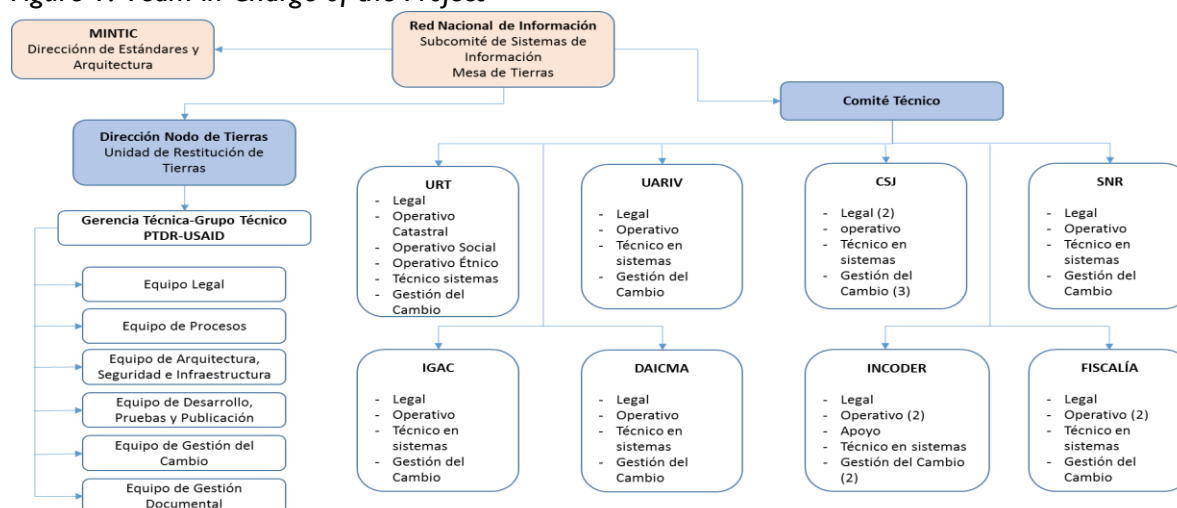 Figure Team in Charge of the Project
MINTIC
Direcciónn de Estándares y
Arquitectura
Red Nacional de Información
Subcomité de Sistemas de
Información
Mesa de Tierras
Comité Técnico
Dirección Nodo de Tierras
Unidad de Restitución de
Tierras
Gerencia Técnica-Grupo Técnico
PTDR-USAID
Equipo Legal
Equipo de Procesos
Equipo de Arquitectura,
Seguridad e Infraestructura
Equipo de Desarrollo,
Pruebas y Publicación
Equipo de Gestión del
Cambio
Equipo de Gestión
Documental
URT
- Legal
- Operativo
Catastral
- Operativo Social
- Operativo Étnico
- Técnico sistemas
- Gestión del
Cambio
UARIV
- Legal
- Operativo
- Técnico en
sistemas
- Gestión del
Cambio
CSJ
- Legal (2)
- operativo
- Técnico en
sistemas
- Gestión del
Cambio (3)
SNR
- Legal
- Operativo
- Técnico en
sistemas
- Gestión del
Cambio
IGAC
- Legal
- Operativo
- Técnico en
sistemas
- Gestión del
Cambio
DAICMA
- Legal
- Operativo
- Técnico en
sistemas
- Gestión del
Cambio
INCODER
- Legal
- Operativo (2)
- Apoyo
- Técnico en sistemas
- Gestión del Cambio
(2)
FISCALÍA
- Legal
- Operativo (2)
- Técnico en
sistemas
- Gestión del
Cambio